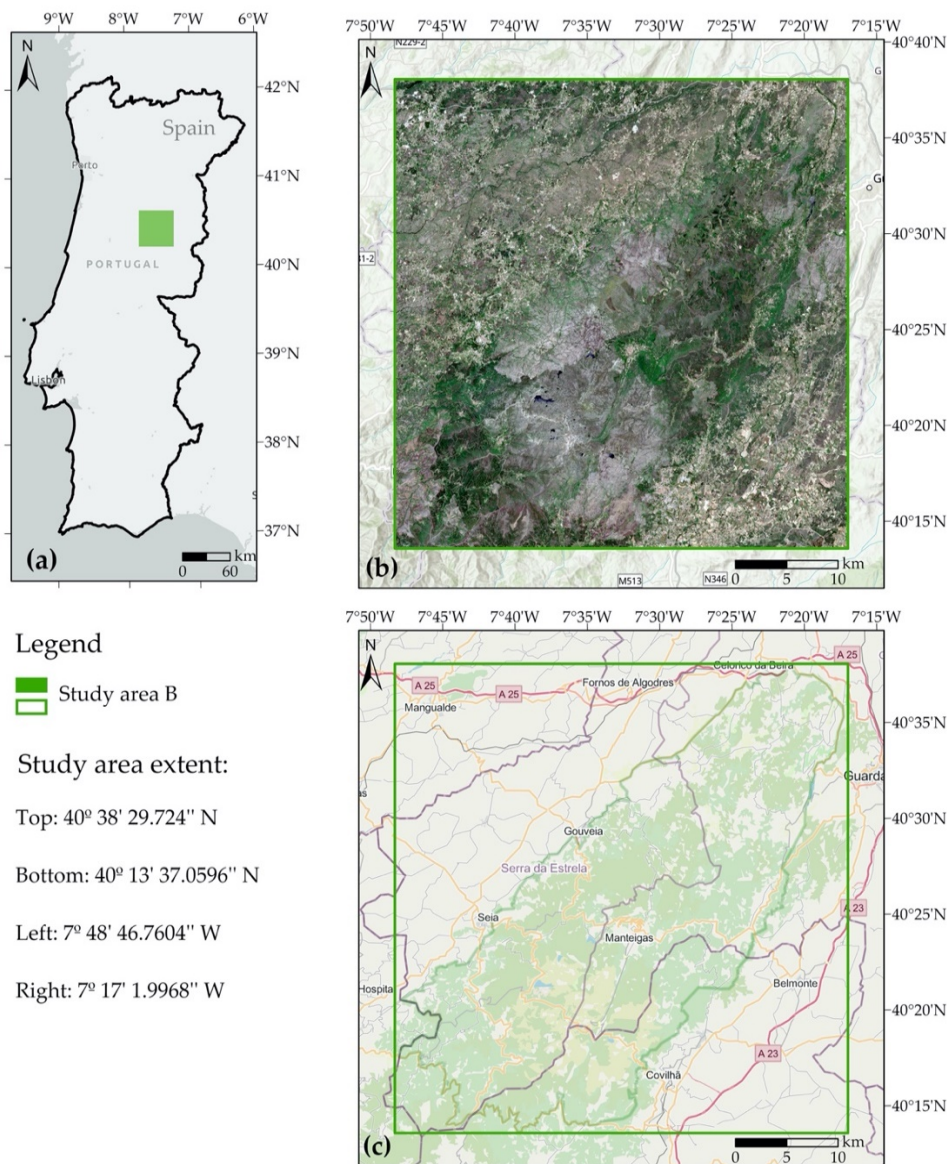 9°W 8°W 7°W 6°W
N
Spain
Porto
PORTUGAL
Lisbon
42°N
41°N
40°N
39°N
38°N
37°N
(a)
km
0 60
7°50' 7°40' 7°35' 7°30' 7°25' 7°20' 7°15'W
N
N229-2
40°40'N
40°35'N
40°30'N
40°25'N
40°20'N
40°15'N
(b)
M513
N346
km
0 5 10
Legend
Study area B
Study area extent:
Top: 40º 38' 29.724'' N
Bottom: 40º 13' 37.0596'' N
Left: 7º 48' 46.7604'' W
Right: 7º 17' 1.9968'' W
7°50' 7°40' 7°35' 7°30' 7°25' 7°20' 7°15'W
N
A 25
Celorico da Beira
Fornos de Algodres
A 25
A 25
Mangualde
Guarda
Gouveia
Serra da Estrela
A 23
Seia
Manteigas
Hospita
Belmonte
A 23
Covilhã
40°35'N
40°30'N
40°25'N
40°20'N
40°15'N
(c)
km
0 5 10